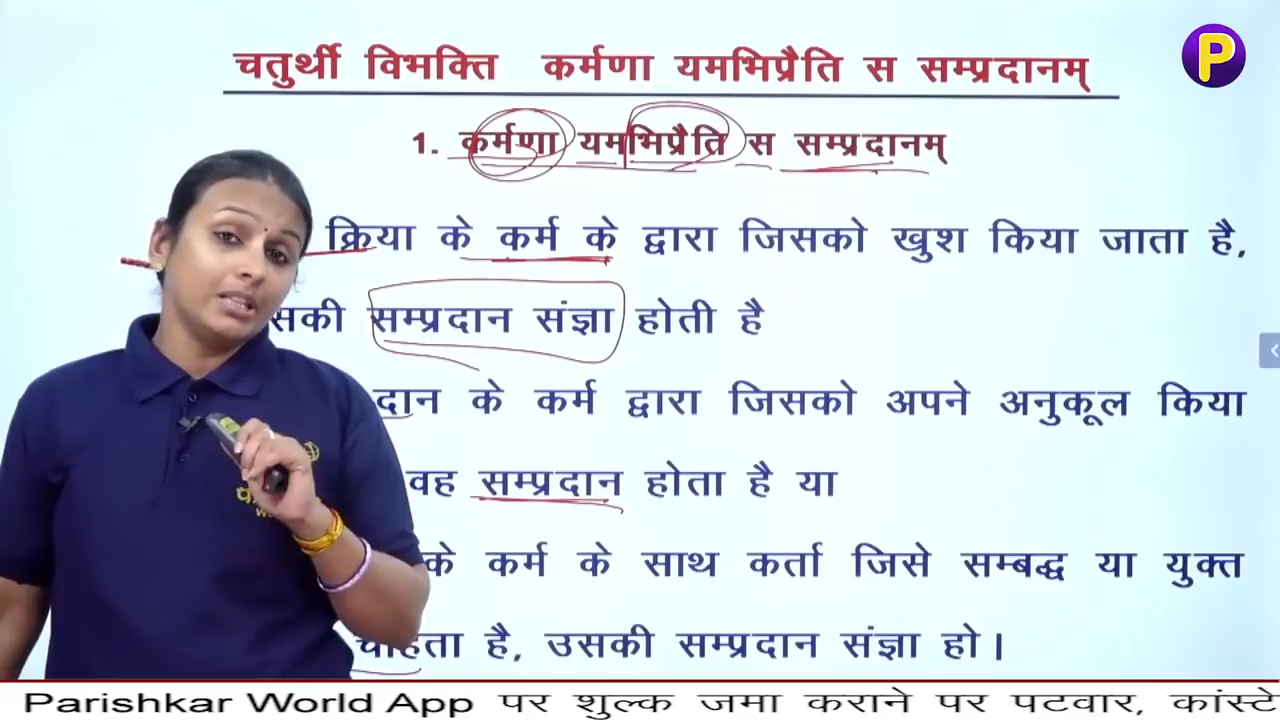 P
चतुर्थी विभक्ति कर्मणा यमभिप्रैति स सम्प्रदानम्
1. कर्मणा यमभिप्रैति स सम्प्रदानम्
क्रिया के कर्म के द्वारा जिसको खुश किया जाता है,
सकी सम्प्रदान संज्ञा होती है
दान के कर्म द्वारा जिसको अपने अनुकूल किया
वह सम्प्रदान होता है या
के कर्म के साथ कर्ता जिसे सम्बद्ध या युक्त
चाहता है, उसकी सम्प्रदान संज्ञा हो।
Parishkar World App पर शुल्क जमा कराने पर पटवार, कांस्टे